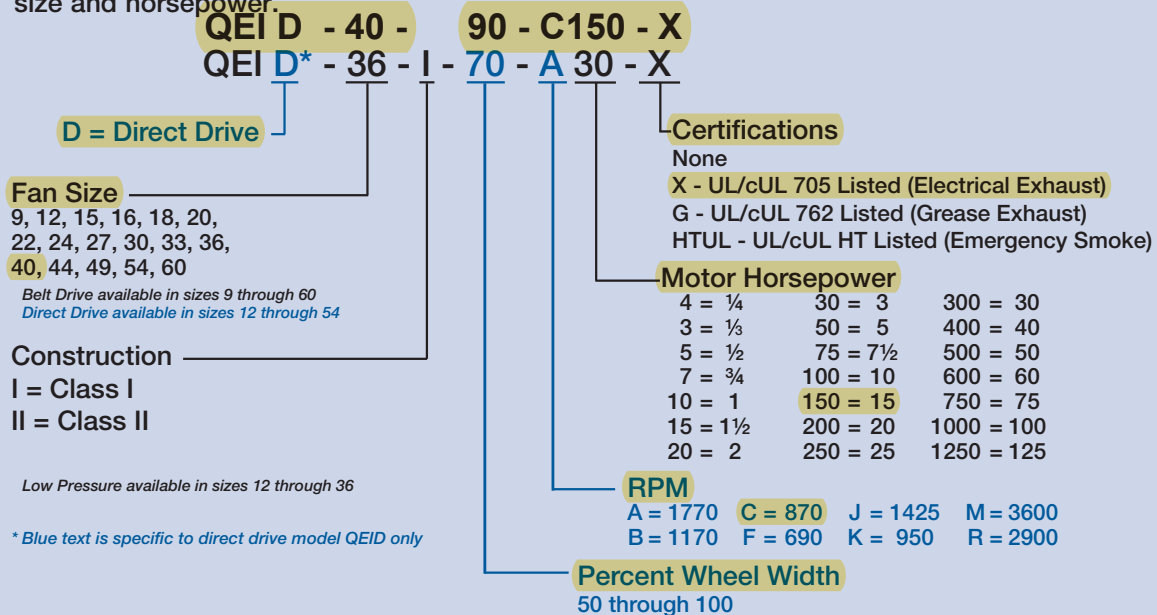 size and horsepower.
QEI D - 40 - 90 - C150 - X
QEI D* - 36 - I - 70 - A 30 - X
D = Direct Drive
Fan Size
9, 12, 15, 16, 18, 20,
22, 24, 27, 30, 33, 36,
40, 44, 49, 54, 60
Belt Drive available in sizes 9 through 60
Direct Drive available in sizes 12 through 54
Construction
I = Class I
II = Class II
Low Pressure available in sizes 12 through 36
* Blue text is specific to direct drive model QEID only
Certifications
None
X - UL/cUL 705 Listed (Electrical Exhaust)
G - UL/cUL 762 Listed (Grease Exhaust)
HTUL - UL/cUL HT Listed (Emergency Smoke)
Motor Horsepower
4 = ¼ 30 = 3 300 = 30
3 = ⅓ 50 = 5 400 = 40
5 = ½ 75 = 7½ 500 = 50
7 = ¾ 100 = 10 600 = 60
10 = 1 150 = 15 750 = 75
15 = 1½ 200 = 20 1000 = 100
20 = 2 250 = 25 1250 = 125
RPM
A = 1770 C = 870 J = 1425 M = 3600
B = 1170 F = 690 K = 950 R = 2900
Percent Wheel Width
50 through 100